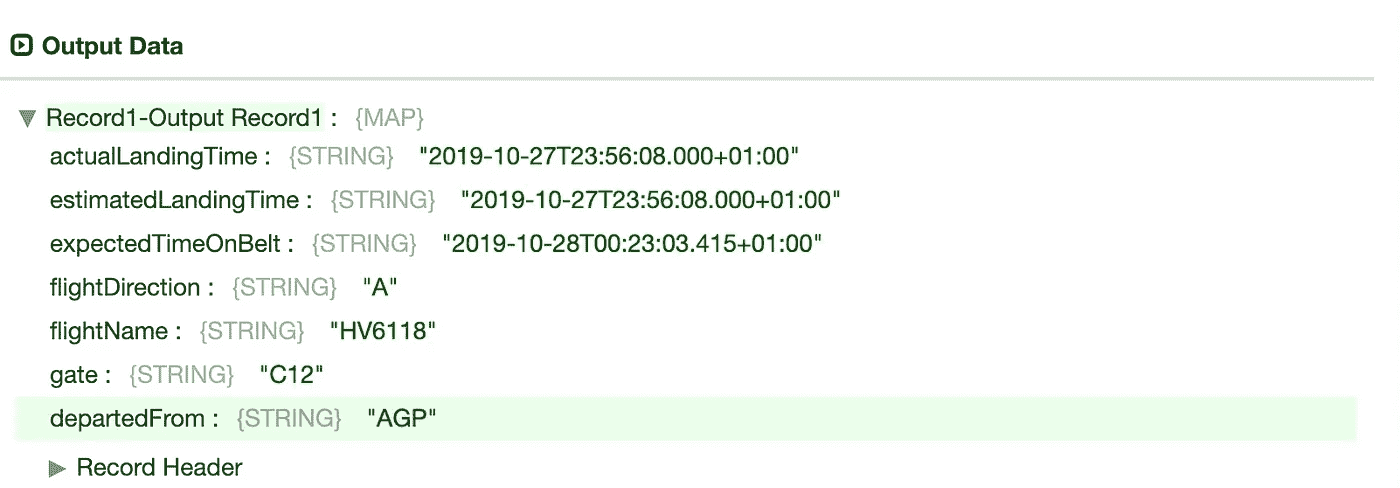 Output Data
Record1-Output Record1 : {MAP}
actualLandingTime : {STRING} "2019-10-27T23:56:08.000+01:00"
estimatedLandingTime : {STRING} "2019-10-27T23:56:08.000+01:00"
expectedTimeOnBelt : {STRING} "2019-10-28T00:23:03.415+01:00"
flightDirection : {STRING} "A"
flightName : {STRING} "HV6118"
gate : {STRING} "C12"
departedFrom : {STRING} "AGP"
Record Header